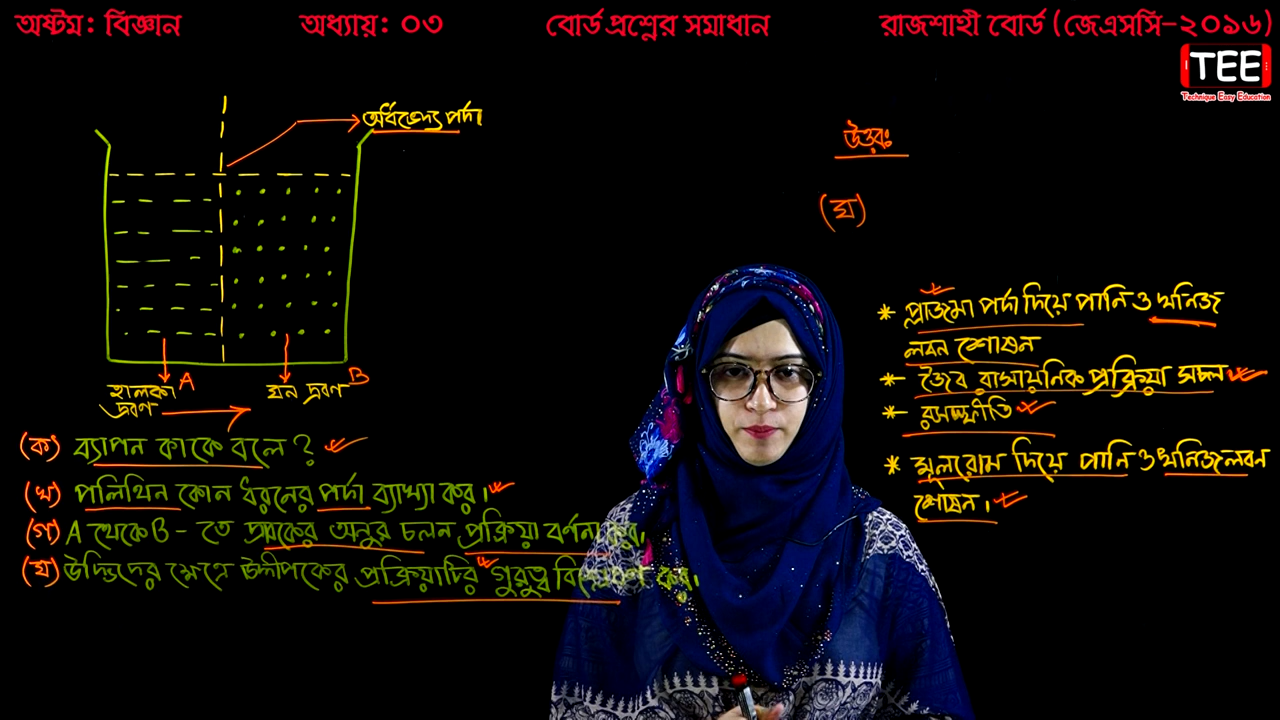 অষ্টম: বিজ্ঞান
অধ্যায়: ০৩
বোর্ড প্রশ্নের সমাধান
রাজশাহী বোর্ড (জেএসসি-২০১৬)
TEE
Technique Easy Education
অর্ধভেদ্য পর্দা
উত্তরঃ
(ঘ)
হালকা A
দ্রবণ
ঘন দ্রবণ B
(ক) ব্যাপন কাকে বলে ?
(খ) পলিথিন কোন ধরনের পর্দা ব্যাখ্যা কর।
(গ) A থেকে B - তে দ্রাবকের অনুর চলন প্রক্রিয়া বর্ণনা কর।
(ঘ) উদ্ভিদের ক্ষেত্রে উদ্দীপকের প্রক্রিয়াটির গুরুত্ব বিশ্লেষণ কর।
* প্লাজমা পর্দা দিয়ে পানি ও খনিজ
লবন শোষন
* জৈব রাসায়নিক প্রক্রিয়া সচল
* রসস্ফীতি
* মূলরোম দিয়ে পানি ও খনিজলবন
শোষন।